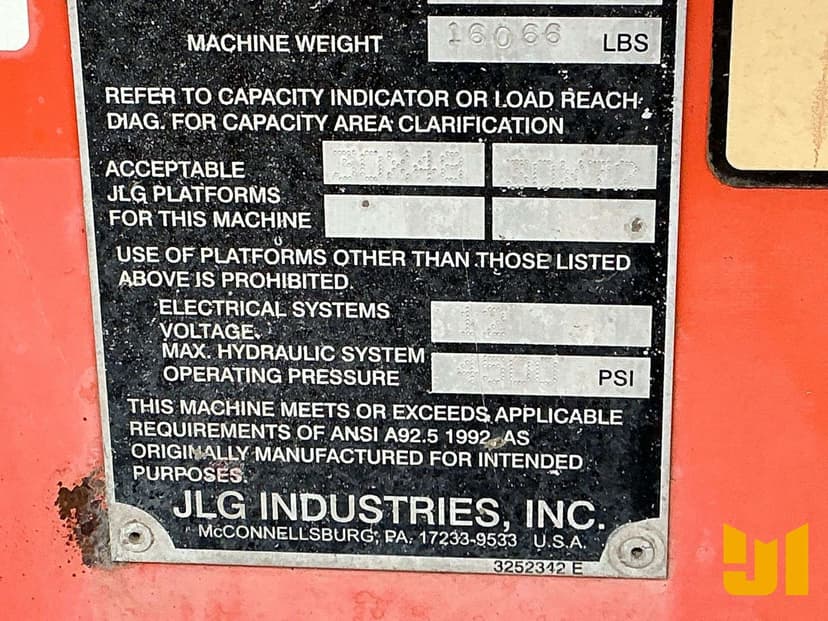 MACHINE WEIGHT 16066 LBS
REFER TO CAPACITY INDICATOR OR LOAD REACH
DIAG. FOR CAPACITY AREA CLARIFICATION
ACCEPTABLE 30X48
JLG PLATFORMS
FOR THIS MACHINE
USE OF PLATFORMS OTHER THAN THOSE LISTED
ABOVE IS PROHIBITED.
ELECTRICAL SYSTEMS
VOLTAGE 12
MAX. HYDRAULIC SYSTEM
OPERATING PRESSURE 4500 PSI
THIS MACHINE MEETS OR EXCEEDS APPLICABLE
REQUIREMENTS OF ANSI A92.5 1992 AS
ORIGINALLY MANUFACTURED FOR INTENDED
PURPOSES.
JLG INDUSTRIES, INC.
McCONNELLSBURG, PA. 17233-9533 U.S.A.
3252342 E